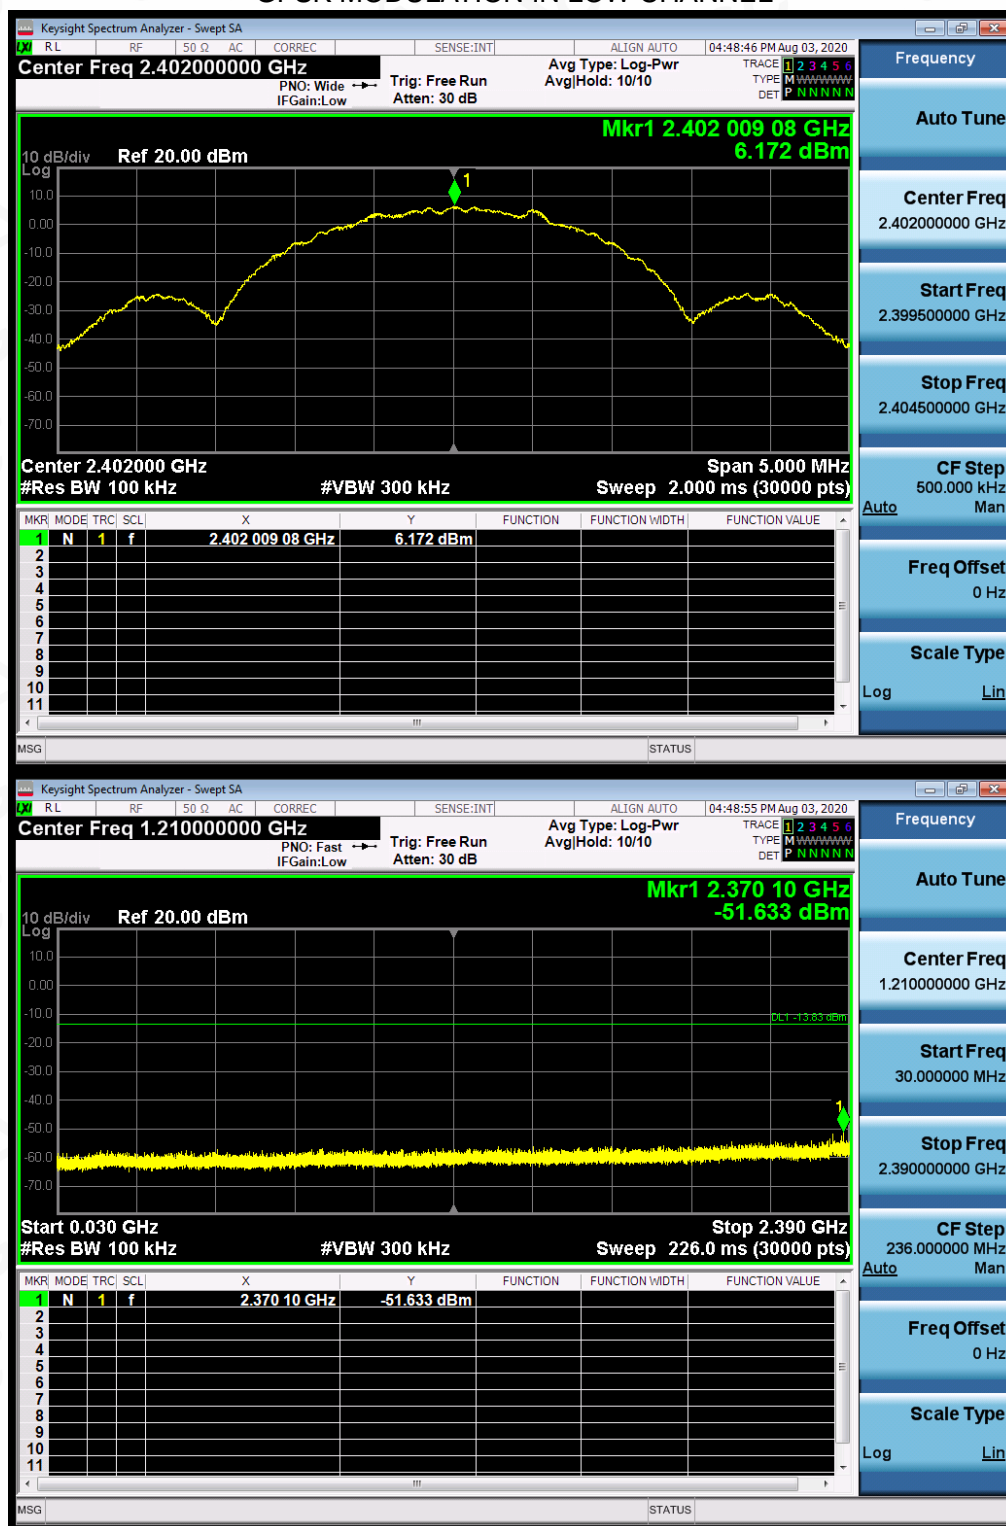 Keysight Spectrum Analyzer - Swept SA
LXI RL RF 50 Ω AC CORREC SENSE:INT ALIGN AUTO 04:48:46 PM Aug 03, 2020
Center Freq 2.402000000 GHz
PNO: Wide
IFGain:Low
Trig: Free Run
Atten: 30 dB
Avg Type: Log-Pwr
Avg|Hold: 10/10
TRACE 1 2 3 4 5 6
TYPE M WWWWW
DET P N N N N N
Mkr1 2.402 009 08 GHz
6.172 dBm
10 dB/div Ref 20.00 dBm
Log
10.0
0.00
-10.0
-20.0
-30.0
-40.0
-50.0
-60.0
-70.0
1
Center 2.402000 GHz Span 5.000 MHz
#Res BW 100 kHz #VBW 300 kHz Sweep 2.000 ms (30000 pts)
MKR MODE TRC SCL X Y FUNCTION FUNCTION WIDTH FUNCTION VALUE
1 N 1 f 2.402 009 08 GHz 6.172 dBm
2
3
4
5
6
7
8
9
10
11
MSG STATUS
Frequency
Auto Tune
Center Freq
2.402000000 GHz
Start Freq
2.399500000 GHz
Stop Freq
2.404500000 GHz
CF Step
500.000 kHz
Auto Man
Freq Offset
0 Hz
Scale Type
Log Lin
Keysight Spectrum Analyzer - Swept SA
LXI RL RF 50 Ω AC CORREC SENSE:INT ALIGN AUTO 04:48:55 PM Aug 03, 2020
Center Freq 1.210000000 GHz
PNO: Fast
IFGain:Low
Trig: Free Run
Atten: 30 dB
Avg Type: Log-Pwr
Avg|Hold: 10/10
TRACE 1 2 3 4 5 6
TYPE M WWWWW
DET P N N N N N
Mkr1 2.370 10 GHz
-51.633 dBm
10 dB/div Ref 20.00 dBm
Log
10.0
0.00
-10.0
-20.0
-30.0
-40.0
-50.0
-60.0
-70.0
DL1 -13.83 dBm
1
Start 0.030 GHz Stop 2.390 GHz
#Res BW 100 kHz #VBW 300 kHz Sweep 226.0 ms (30000 pts)
MKR MODE TRC SCL X Y FUNCTION FUNCTION WIDTH FUNCTION VALUE
1 N 1 f 2.370 10 GHz -51.633 dBm
2
3
4
5
6
7
8
9
10
11
MSG STATUS
Frequency
Auto Tune
Center Freq
1.210000000 GHz
Start Freq
30.000000 MHz
Stop Freq
2.390000000 GHz
CF Step
236.000000 MHz
Auto Man
Freq Offset
0 Hz
Scale Type
Log Lin